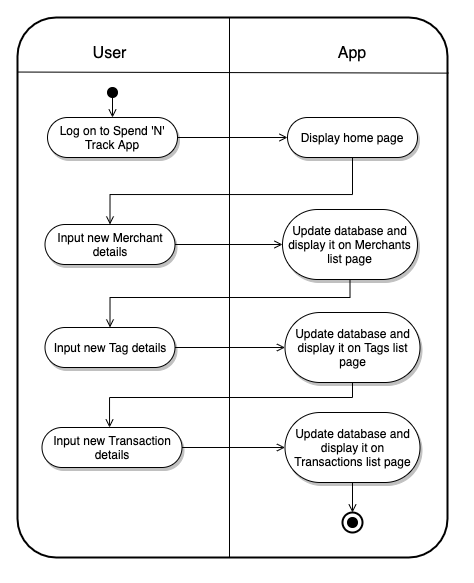 User
App
Log on to Spend 'N'
Track App
Display home page
Input new Merchant
details
Update database and
display it on Merchants
list page
Input new Tag details
Update database and
display it on Tags list
page
Input new Transaction
details
Update database and
display it on
Transactions list page